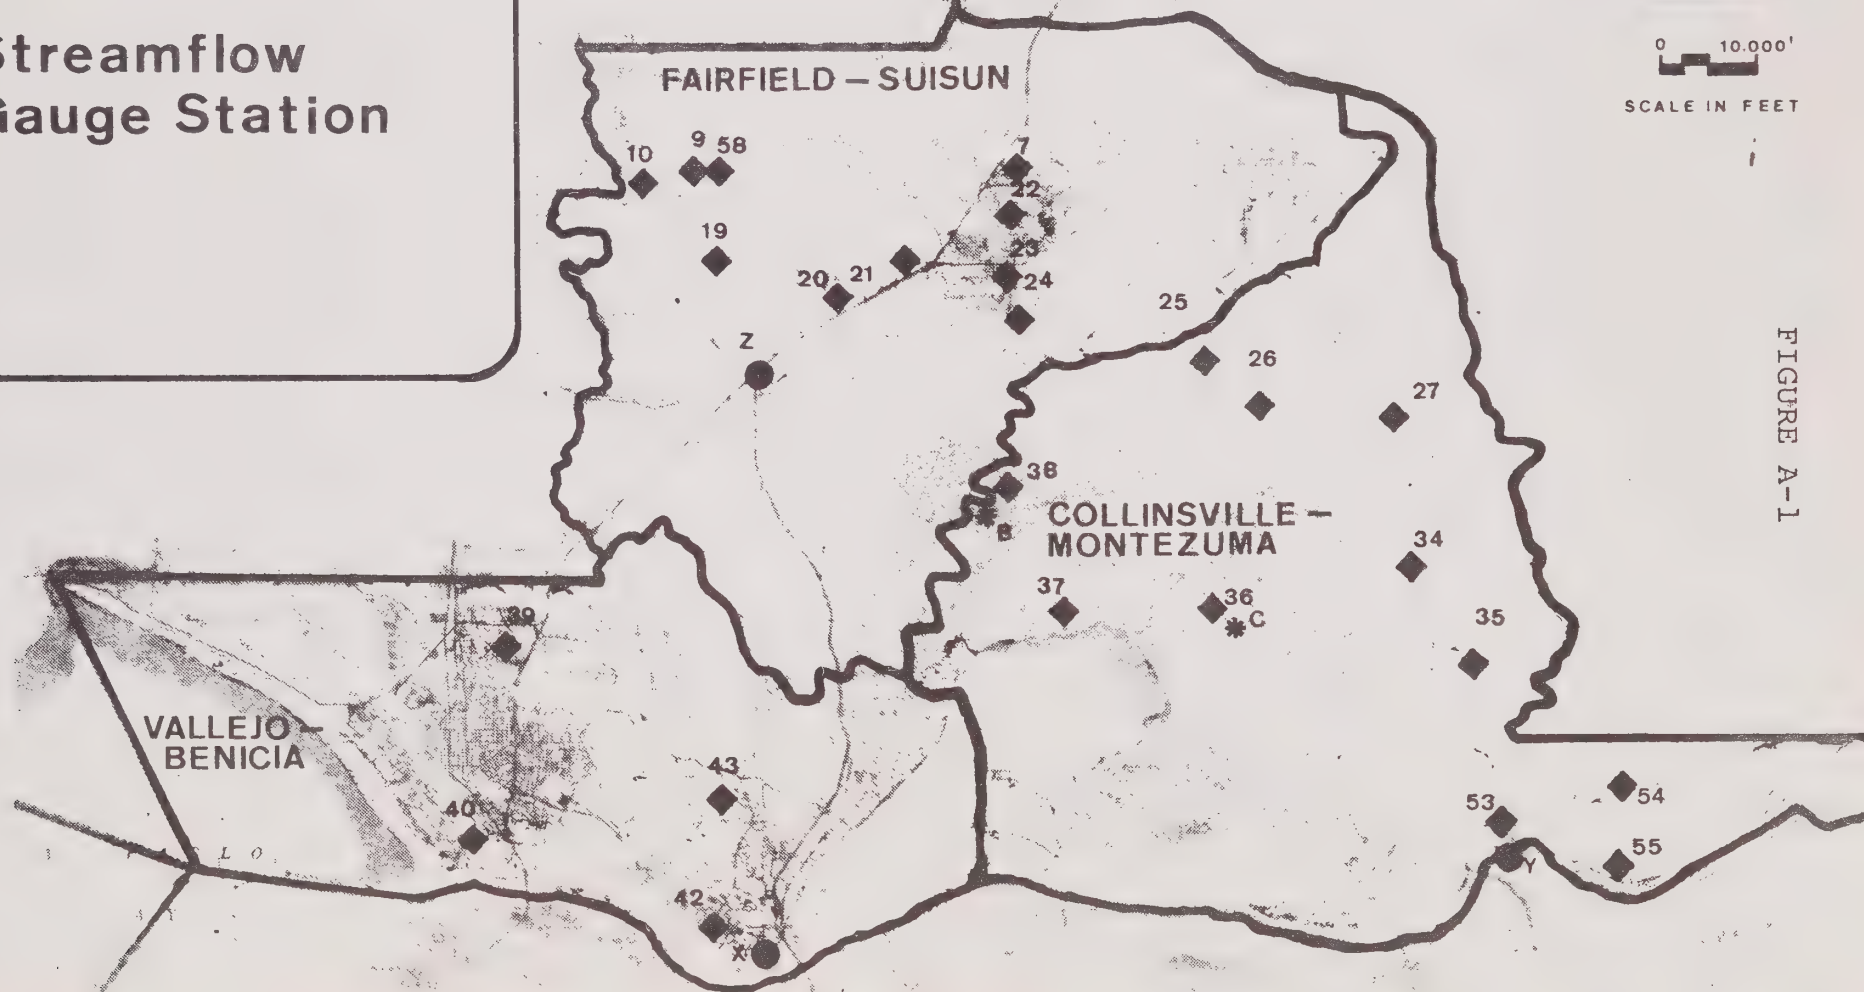 Streamflow
Gauge Station
0 10.000'
SCALE IN FEET
FIGURE A-1
FAIRFIELD – SUISUN
10
9
58
7
22
19
23
20
21
24
25
Z
26
27
38
B
COLLINSVILLE –
MONTEZUMA
34
37
36
C
35
39
VALLEJO –
BENICIA
43
40
53
54
55
Y
L O
42
X